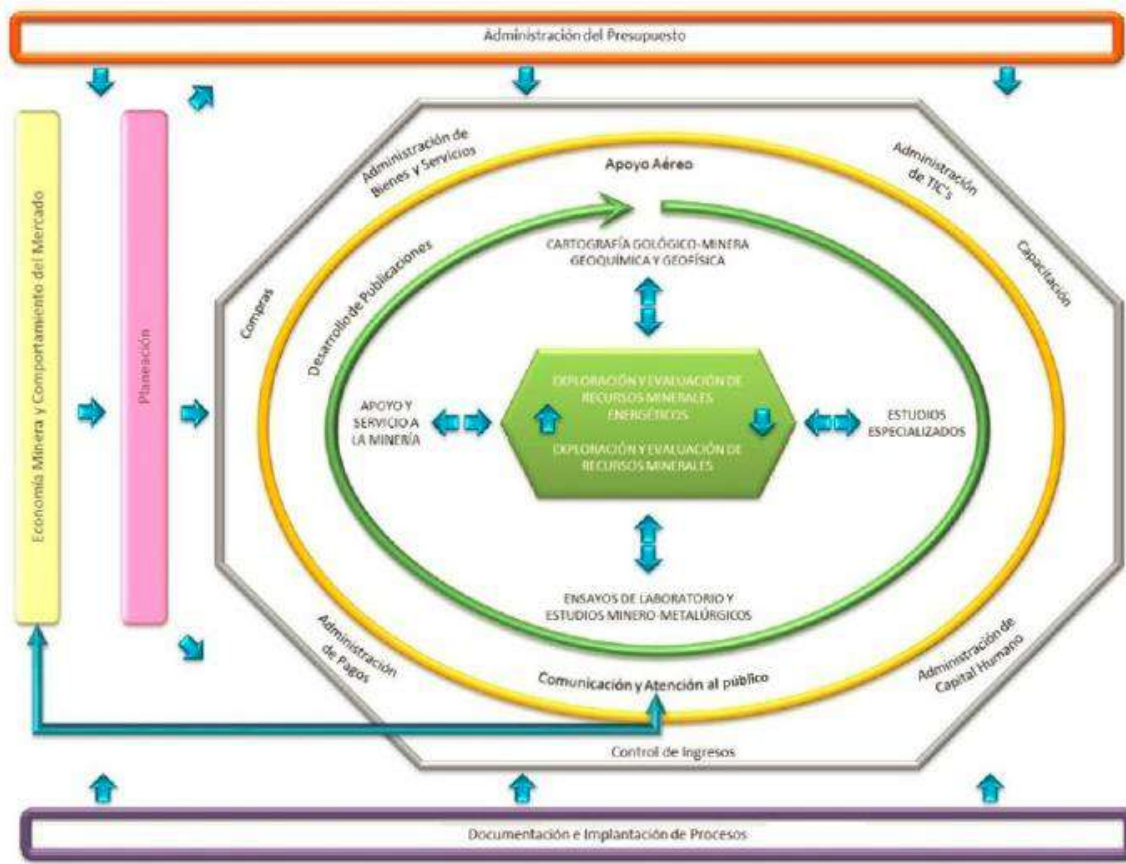 Administración del Presupuesto
Economía Minera y Comportamiento del Mercado
Planeación
Administración de
Bienes y Servicios
Apoyo Aéreo
Administración
de TIC's
Compras
Desarrollo de Publicaciones
CARTOGRAFÍA GOLÓGICO-MINERA
GEOQUÍMICA Y GEOFÍSICA
Capacitación
EXPLORACIÓN Y EVALUACIÓN DE
RECURSOS MINERALES
ENERGÉTICOS
EXPLORACIÓN Y EVALUACIÓN DE
RECURSOS MINERALES
APOYO Y
SERVICIO A
LA MINERÍA
ESTUDIOS
ESPECIALIZADOS
ENSAYOS DE LABORATORIO Y
ESTUDIOS MINERO-METALÚRGICOS
Administración
de Pagos
Comunicación y Atención al público
Administración de
Capital Humano
Control de Ingresos
Documentación e Implantación de Procesos